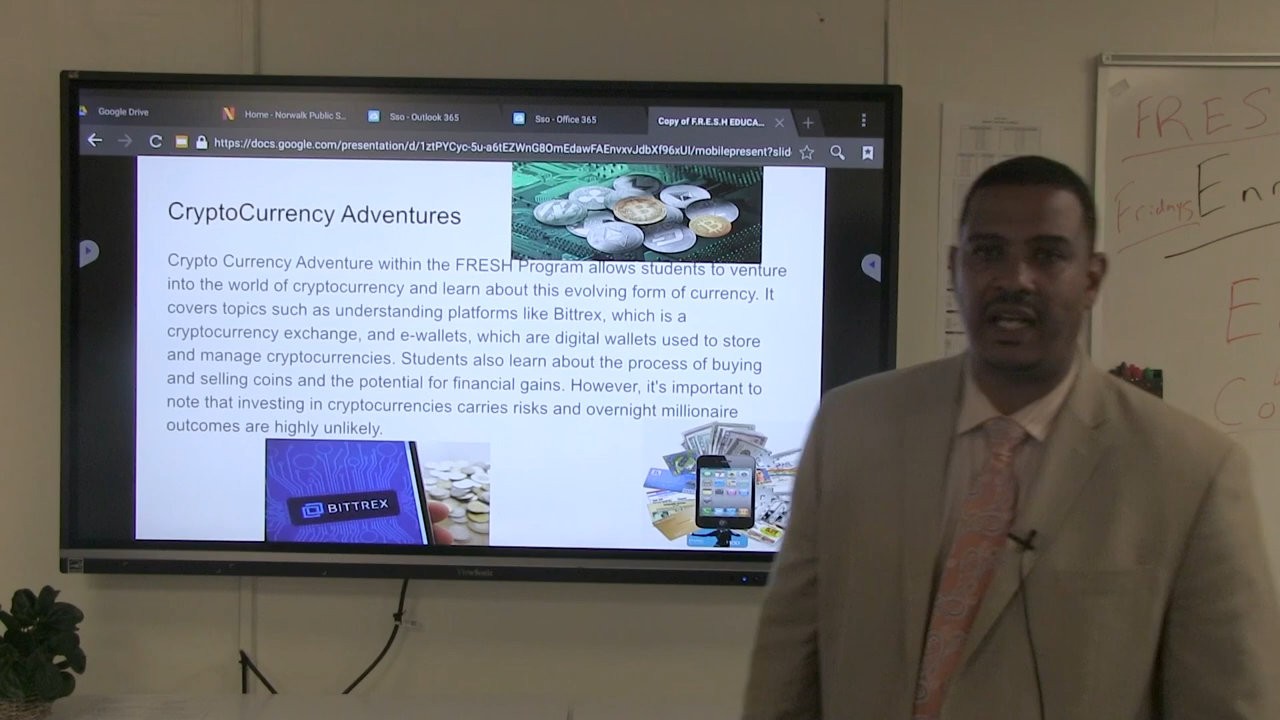 Google Drive
Home - Norwalk Public S...
Sso - Outlook 365
Sso - Office 365
Copy of F.R.E.S.H EDUCA...
https://docs.google.com/presentation/d/1ztPYCyc-5u-a6tEZWnG8OmEdawFAEnvxvJdbXf96xUI/mobilepresent?slid
CryptoCurrency Adventures
Crypto Currency Adventure within the FRESH Program allows students to venture
into the world of cryptocurrency and learn about this evolving form of currency. It
covers topics such as understanding platforms like Bittrex, which is a
cryptocurrency exchange, and e-wallets, which are digital wallets used to store
and manage cryptocurrencies. Students also learn about the process of buying
and selling coins and the potential for financial gains. However, it's important to
note that investing in cryptocurrencies carries risks and overnight millionaire
outcomes are highly unlikely.
BITTREX
ViewSonic
FRES
Fridays Enr
E
Co